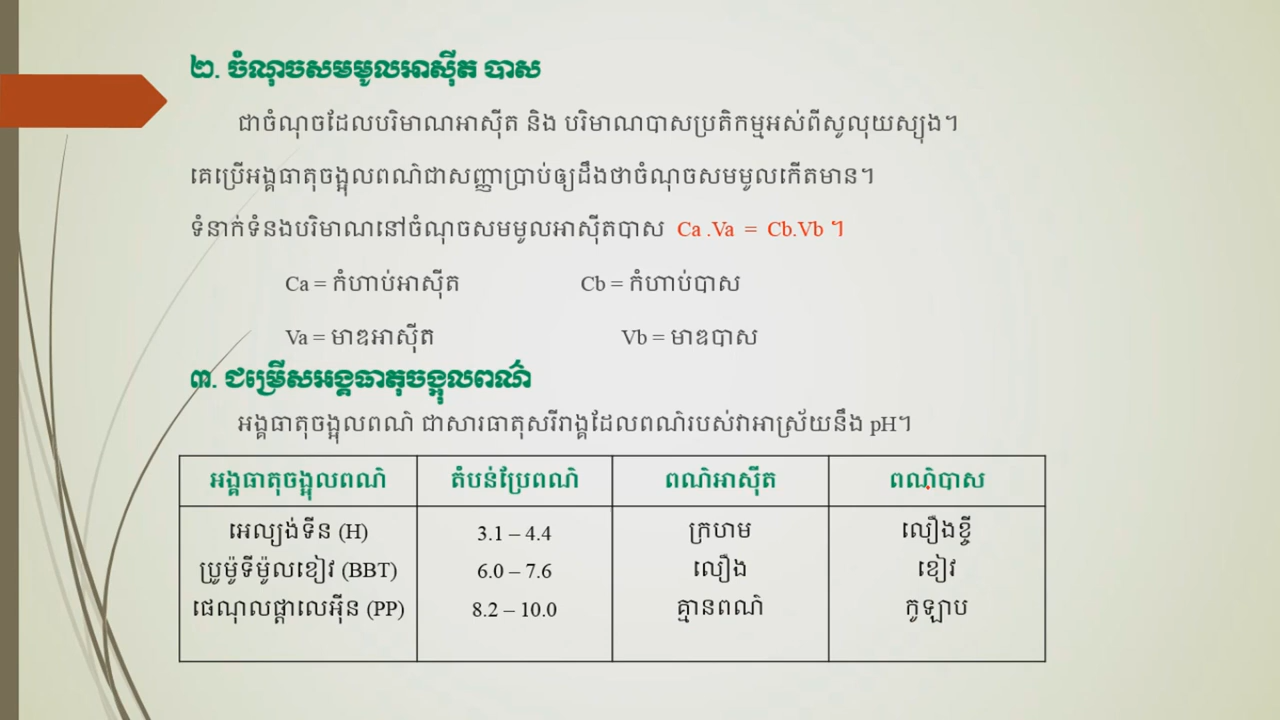 ២. ចំណុចសមមូលអាស៊ីត បាស
ជាចំណុចដែលបរិមាណអាស៊ីត និង បរិមាណបាសប្រតិកម្មអស់ពីសូលុយស្យុង។
គេប្រើអង្គធាតុចង្អុលពណ៌ជាសញ្ញាប្រាប់ឲ្យដឹងថាចំណុចសមមូលកើតមាន។
ទំនាក់ទំនងបរិមាណនៅចំណុចសមមូលអាស៊ីតបាស Ca .Va = Cb.Vb ។
Ca = កំហាប់អាស៊ីត Cb = កំហាប់បាស
Va = មាឌអាស៊ីត Vb = មាឌបាស
៣. ជម្រើសអង្គធាតុចង្អុលពណ៌
អង្គធាតុចង្អុលពណ៌ ជាសារធាតុសរីរាង្គដែលពណ៌របស់វាអាស្រ័យនឹង pH។
អង្គធាតុចង្អុលពណ៌ តំបន់ប្រែពណ៌ ពណ៌អាស៊ីត ពណ៌បាស
អេល្យង់ទីន (H) 3.1 – 4.4 ក្រហម លឿងខ្ចី
ប្រូម៉ូទីម៉ូលខៀវ (BBT) 6.0 – 7.6 លឿង ខៀវ
ផេណុលផ្តាលេអ៊ីន (PP) 8.2 – 10.0 គ្មានពណ៌ កូឡាប